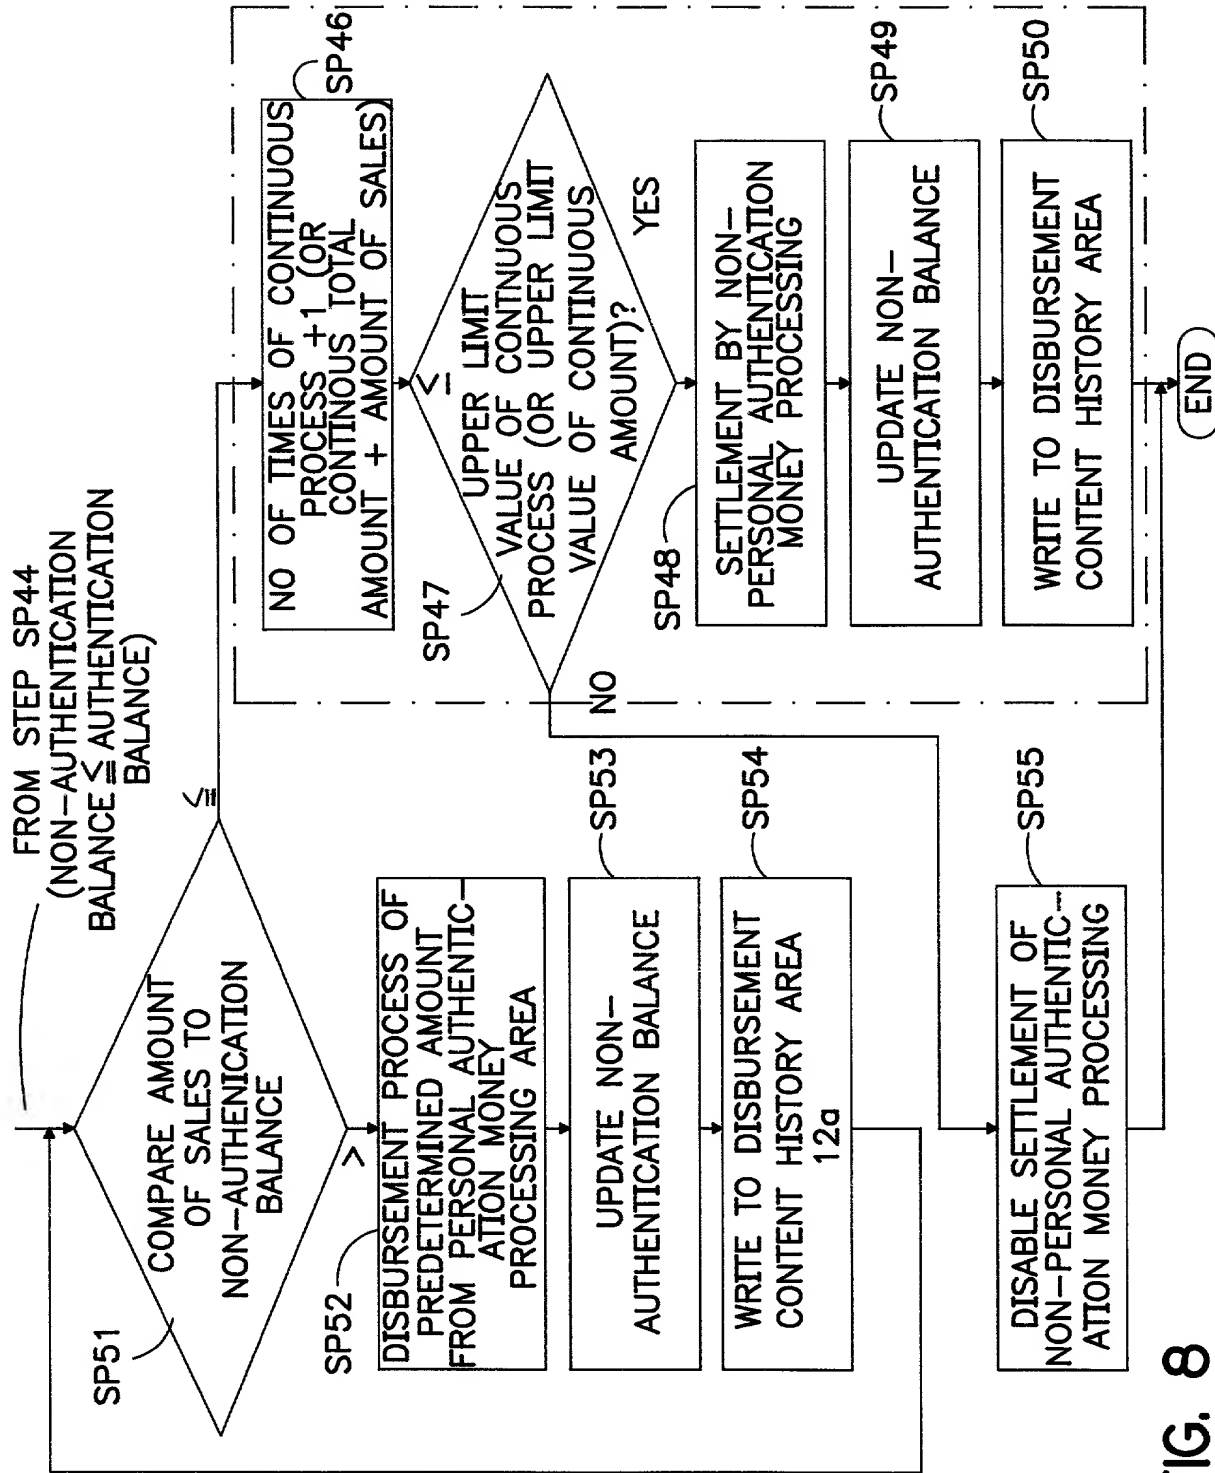 FROM STEP SP44
(NON-AUTHENTICATION
BALANCE ≦ AUTHENTICATION
BALANCE)
SP51
COMPARE AMOUNT
OF SALES TO
NON-AUTHENICATION
BALANCE
≦
>
SP52
DISBURSEMENT PROCESS OF
PREDETERMINED AMOUNT
FROM PERSONAL AUTHENTIC-
ATION MONEY
PROCESSING AREA
SP53
UPDATE NON-
AUTHENTICATION BALANCE
SP54
WRITE TO DISBURSEMENT
CONTENT HISTORY AREA
12a
SP55
DISABLE SETTLEMENT OF
NON-PERSONAL AUTHENTIC-
ATION MONEY PROCESSING
SP46
NO OF TIMES OF CONTINUOUS
PROCESS +1 (OR
CONTINOUS TOTAL
AMOUNT + AMOUNT OF SALES)
SP47
≤
UPPER LIMIT
VALUE OF CONTNUOUS
PROCESS (OR UPPER LIMIT
VALUE OF CONTINUOUS
AMOUNT)?
YES
NO
SP48
SETTLEMENT BY NON-
PERSONAL AUTHENTICATION
MONEY PROCESSING
SP49
UPDATE NON-
AUTHENTICATION BALANCE
SP50
WRITE TO DISBURSEMENT
CONTENT HISTORY AREA
END
FIG. 8